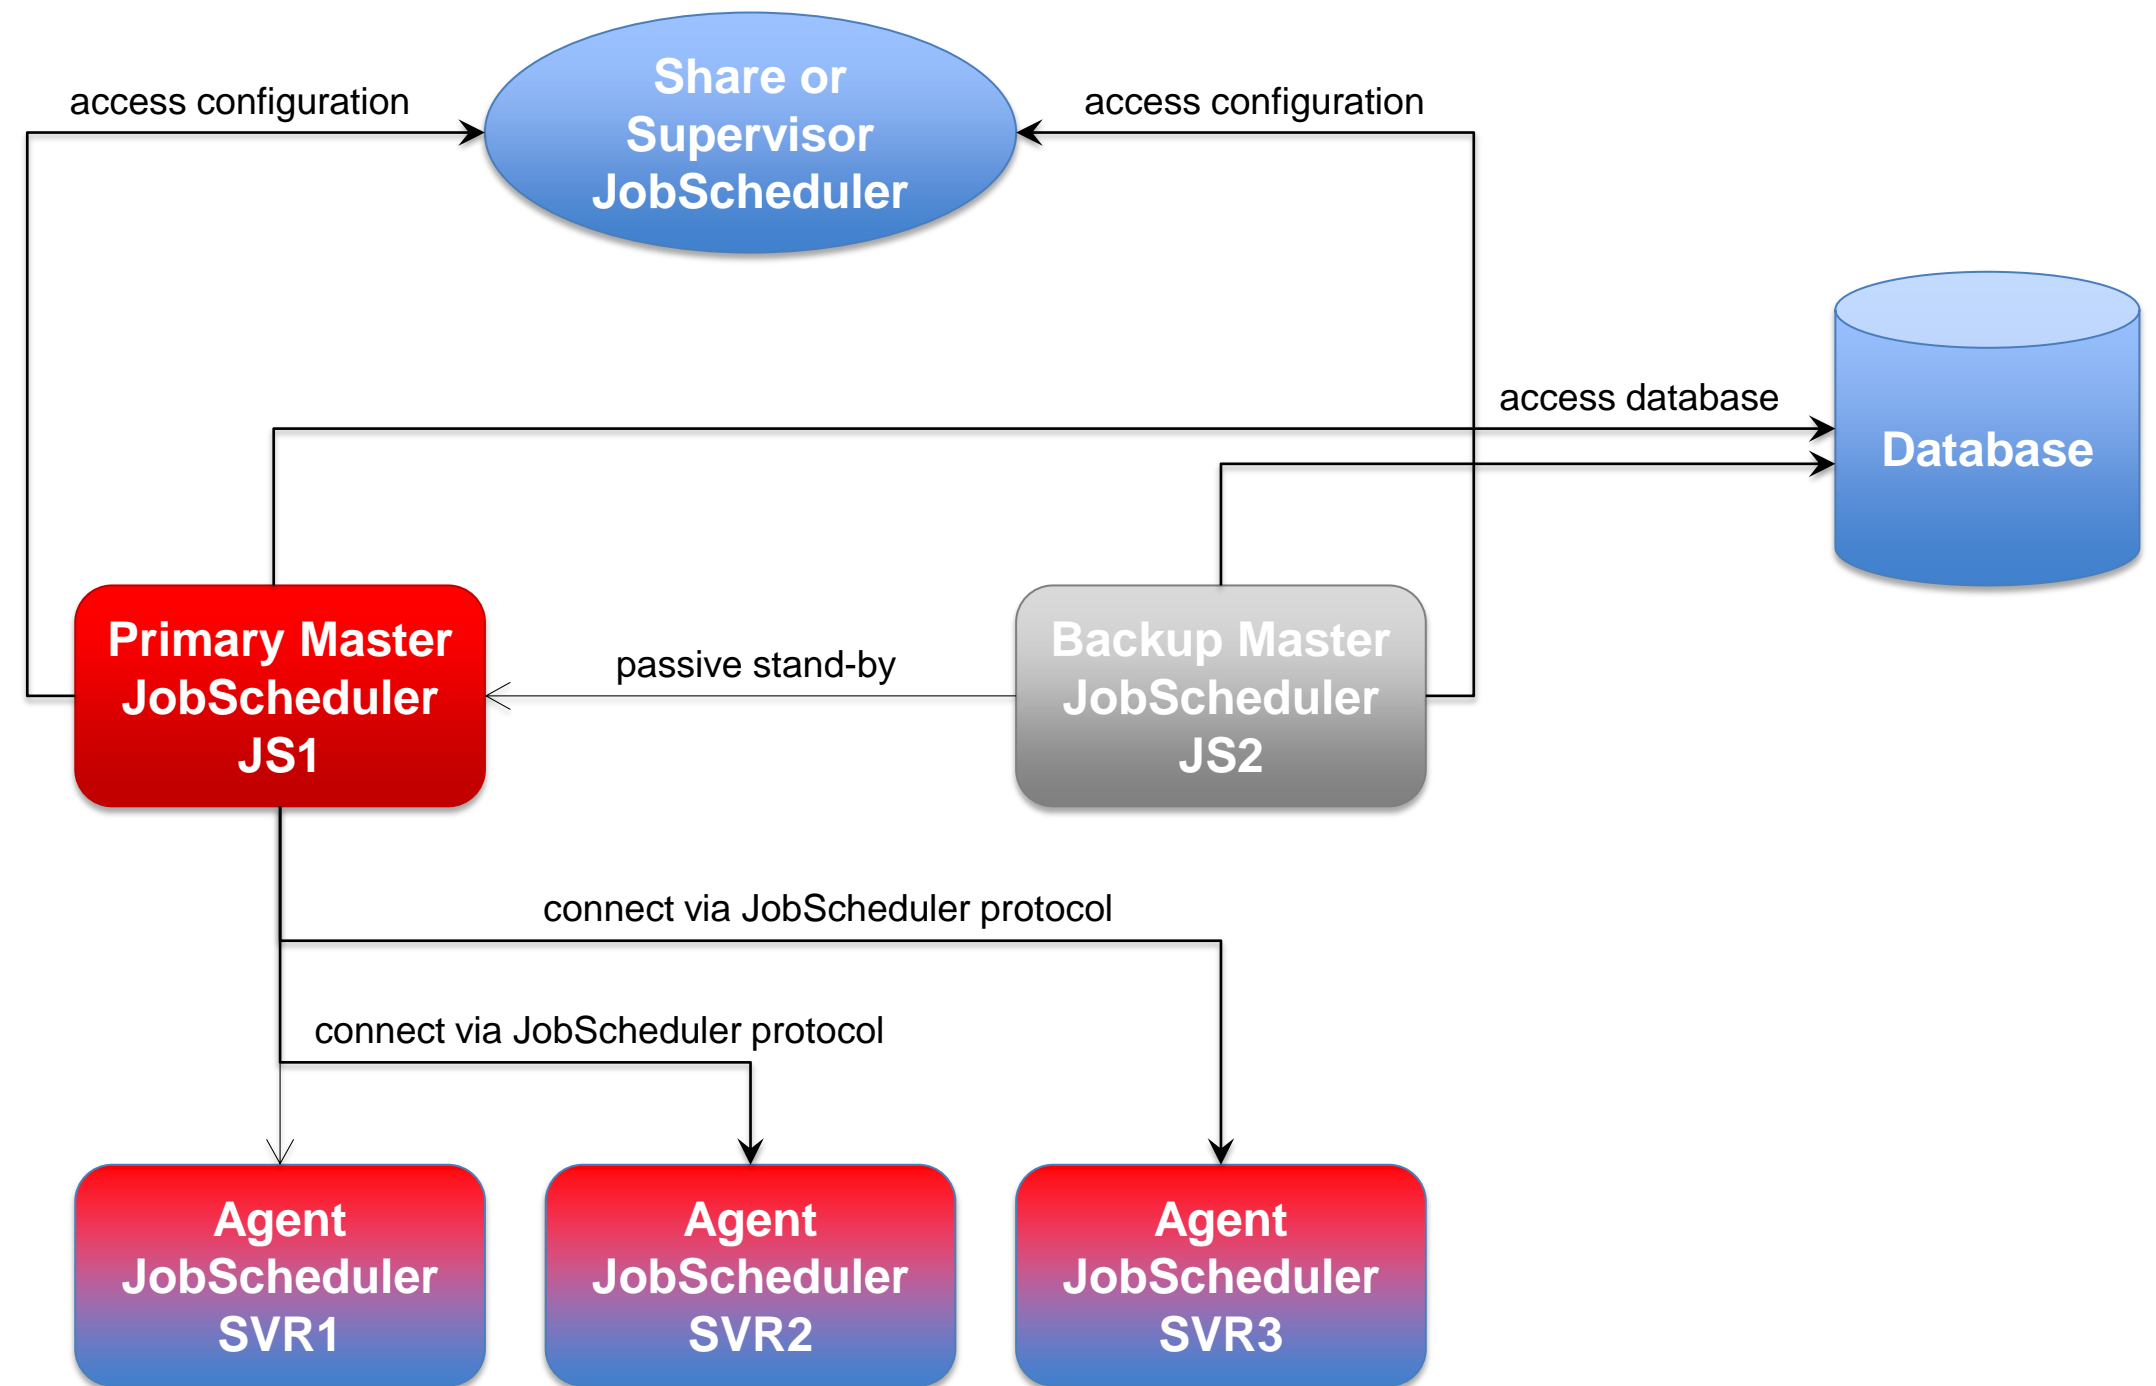 Share or
Supervisor
JobScheduler
access configuration
access configuration
access database
Database
Primary Master
JobScheduler
JS1
passive stand-by
Backup Master
JobScheduler
JS2
connect via JobScheduler protocol
connect via JobScheduler protocol
Agent
JobScheduler
SVR1
Agent
JobScheduler
SVR2
Agent
JobScheduler
SVR3